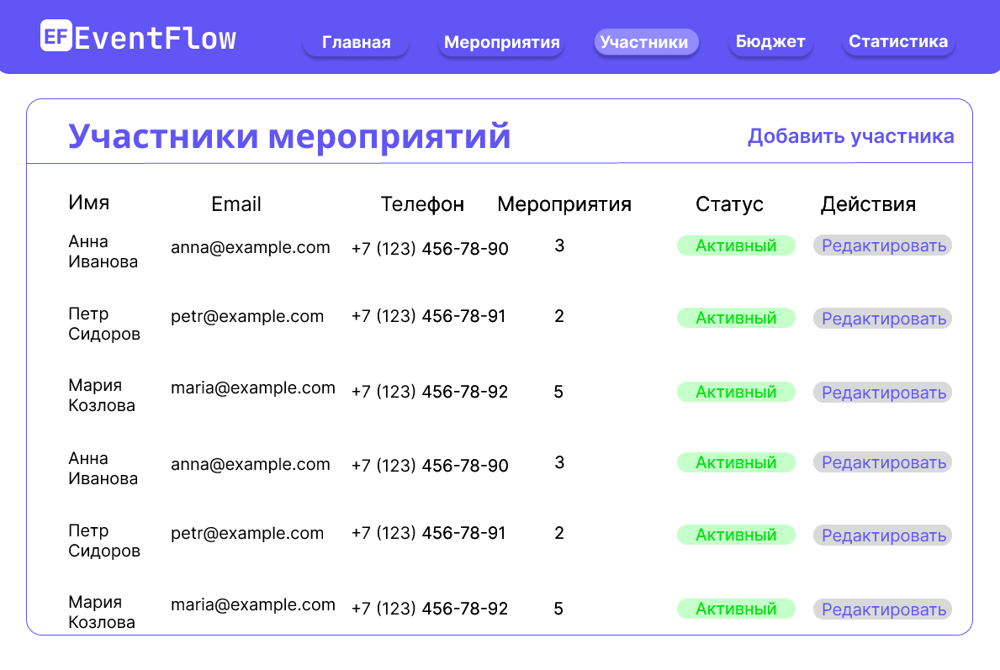 EF EventFlow Главная Мероприятия Участники Бюджет Статистика
Участники мероприятий Добавить участника
Имя Email Телефон Мероприятия Статус Действия
Анна
Иванова anna@example.com +7 (123) 456-78-90 3 Активный Редактировать
Петр
Сидоров petr@example.com +7 (123) 456-78-91 2 Активный Редактировать
Мария
Козлова maria@example.com +7 (123) 456-78-92 5 Активный Редактировать
Анна
Иванова anna@example.com +7 (123) 456-78-90 3 Активный Редактировать
Петр
Сидоров petr@example.com +7 (123) 456-78-91 2 Активный Редактировать
Мария
Козлова maria@example.com +7 (123) 456-78-92 5 Активный Редактировать